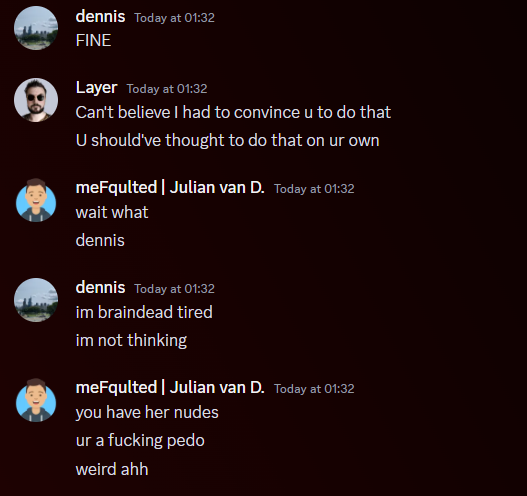 dennis Today at 01:32
FINE
Layer Today at 01:32
Can't believe I had to convince u to do that
U should've thought to do that on ur own
meFqulted | Julian van D. Today at 01:32
wait what
dennis
dennis Today at 01:32
im braindead tired
im not thinking
meFqulted | Julian van D. Today at 01:32
you have her nudes
ur a fucking pedo
weird ahh